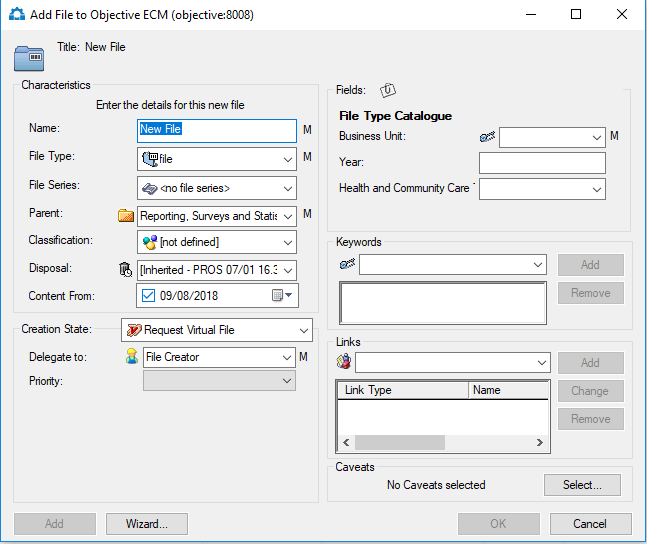 Add File to Objective ECM (objective:8008)
Title: New File
Characteristics
Enter the details for this new file
Name: New File M
File Type: file M
File Series: <no file series>
Parent: Reporting, Surveys and Statis M
Classification: [not defined]
Disposal: [Inherited - PROS 07/01 16.3
Content From: 09/08/2018
Creation State: Request Virtual File
Delegate to: File Creator M
Priority:
Add Wizard...
Fields:
File Type Catalogue
Business Unit: M
Year:
Health and Community Care
Keywords
Add
Remove
Links
Add
Link Type Name
Change
Remove
Caveats
No Caveats selected Select...
OK Cancel